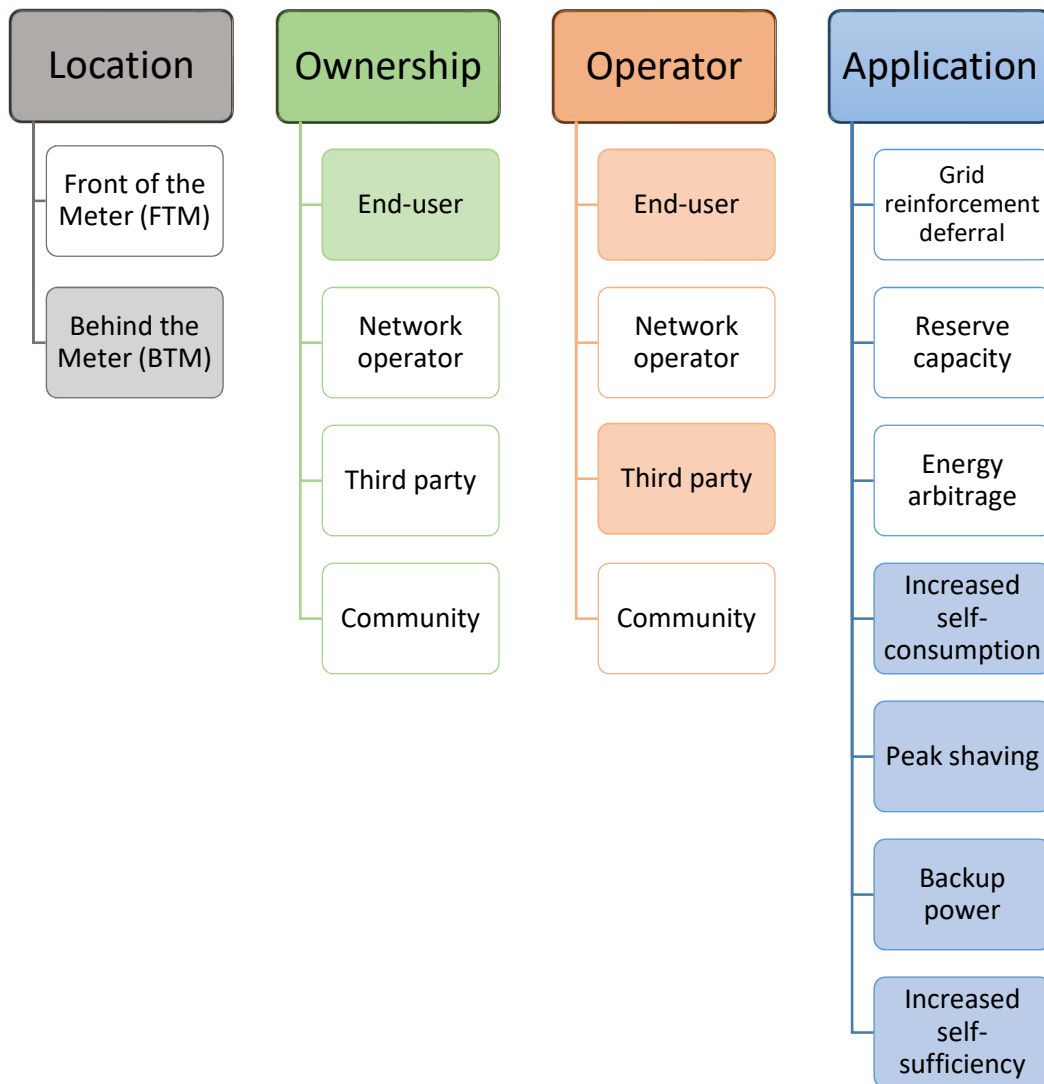 Location
Front of the
Meter (FTM)
Behind the
Meter (BTM)
Ownership
End-user
Network
operator
Third party
Community
Operator
End-user
Network
operator
Third party
Community
Application
Grid
reinforcement
deferral
Reserve
capacity
Energy
arbitrage
Increased
self-
consumption
Peak shaving
Backup
power
Increased
self-
sufficiency